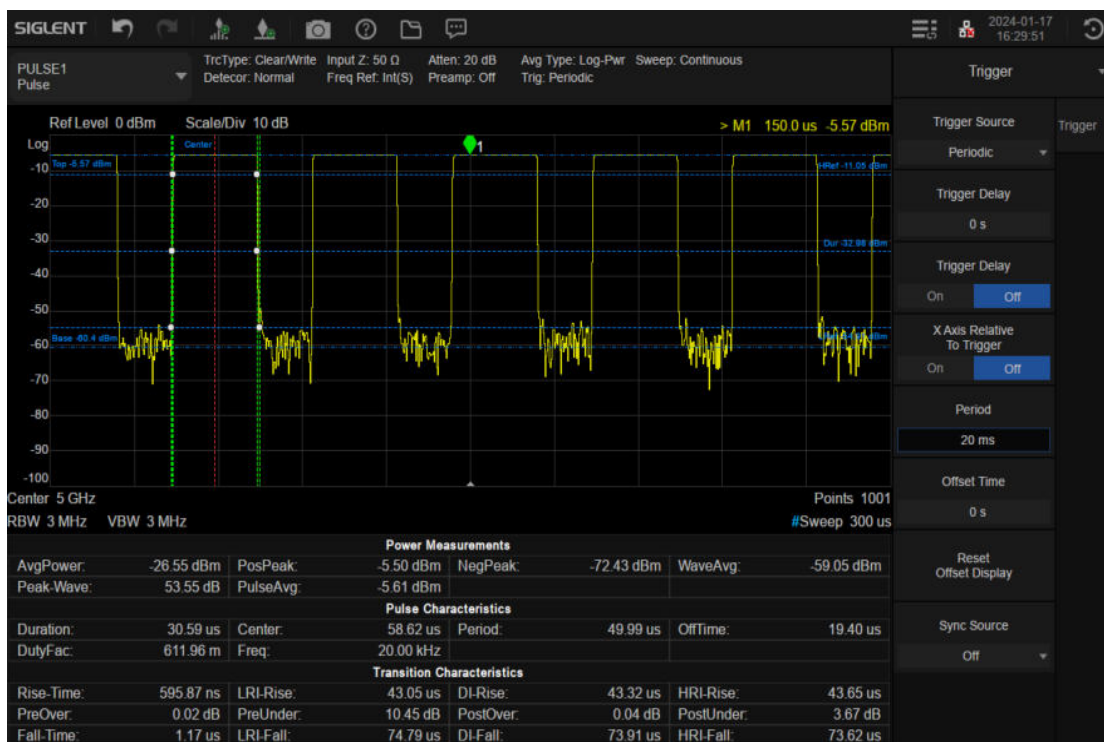 SIGLENT
2024-01-17
16:29:51
PULSE1
Pulse
TrcType: Clear/Write Input Z: 50 Ω Atten: 20 dB Avg Type: Log-Pwr Sweep: Continuous
Detecor: Normal Freq Ref: Int(S) Preamp: Off Trig: Periodic
Trigger
Trigger
Ref Level 0 dBm Scale/Div 10 dB > M1 150.0 us -5.57 dBm
Log
Center
1
Top -5.57 dBm
HRef -11.05 dBm
Dur -32.98 dBm
Base -60.4 dBm
-10
-20
-30
-40
-50
-60
-70
-80
-90
-100
Center 5 GHz Points 1001
RBW 3 MHz VBW 3 MHz #Sweep 300 us
Power Measurements
AvgPower: -26.55 dBm PosPeak: -5.50 dBm NegPeak: -72.43 dBm WaveAvg: -59.05 dBm
Peak-Wave: 53.55 dB PulseAvg: -5.61 dBm
Pulse Characteristics
Duration: 30.59 us Center: 58.62 us Period: 49.99 us OffTime: 19.40 us
DutyFac: 611.96 m Freq: 20.00 kHz
Transition Characteristics
Rise-Time: 595.87 ns LRI-Rise: 43.05 us DI-Rise: 43.32 us HRI-Rise: 43.65 us
PreOver: 0.02 dB PreUnder: 10.45 dB PostOver: 0.04 dB PostUnder: 3.67 dB
Fall-Time: 1.17 us LRI-Fall: 74.79 us DI-Fall: 73.91 us HRI-Fall: 73.62 us
Trigger Source
Periodic
Trigger Delay
0 s
Trigger Delay
On Off
X Axis Relative
To Trigger
On Off
Period
20 ms
Offset Time
0 s
Reset
Offset Display
Sync Source
Off